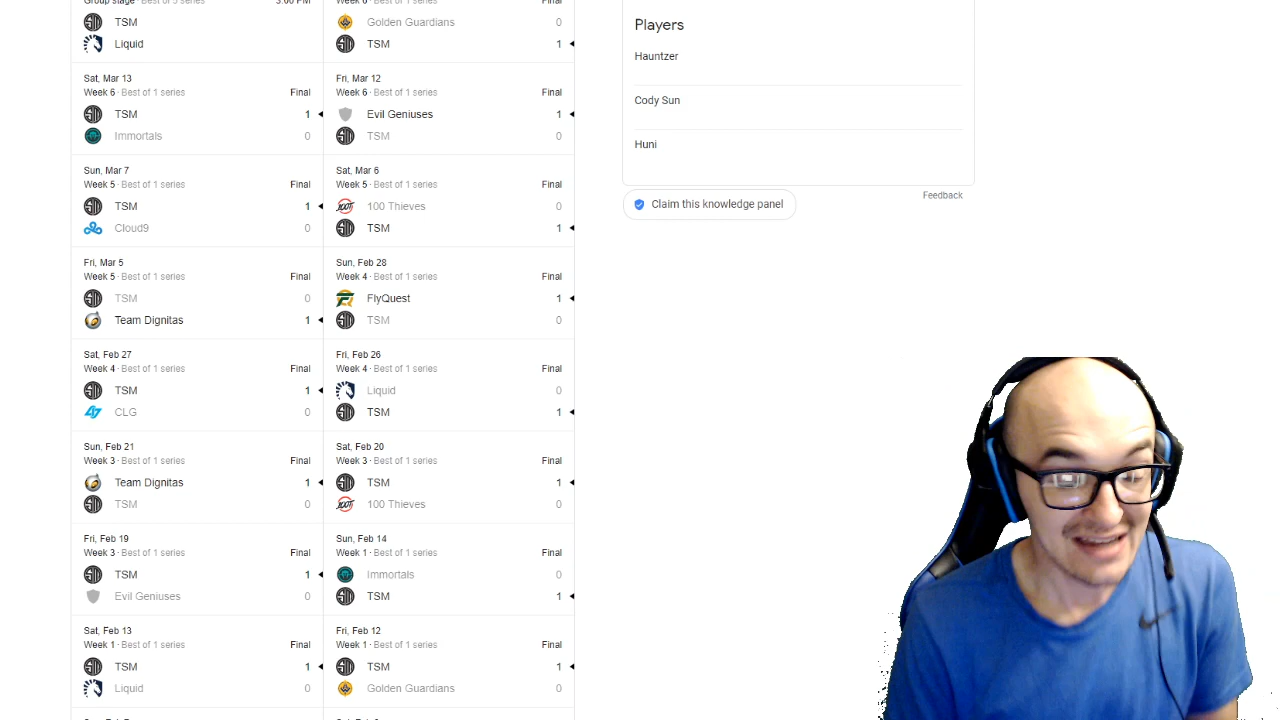 Group stage · Best of 5 series 3:00 PM
TSM
Liquid
Week 6 · Best of 1 series Final
Golden Guardians 0
TSM 1
Sat, Mar 13
Week 6 · Best of 1 series Final
TSM 1
Immortals 0
Fri, Mar 12
Week 6 · Best of 1 series Final
Evil Geniuses 1
TSM 0
Sun, Mar 7
Week 5 · Best of 1 series Final
TSM 1
Cloud9 0
Sat, Mar 6
Week 5 · Best of 1 series Final
100 Thieves 0
TSM 1
Fri, Mar 5
Week 5 · Best of 1 series Final
TSM 0
Team Dignitas 1
Sun, Feb 28
Week 4 · Best of 1 series Final
FlyQuest 1
TSM 0
Sat, Feb 27
Week 4 · Best of 1 series Final
TSM 1
CLG 0
Fri, Feb 26
Week 4 · Best of 1 series Final
Liquid 0
TSM 1
Sun, Feb 21
Week 3 · Best of 1 series Final
Team Dignitas 1
TSM 0
Sat, Feb 20
Week 3 · Best of 1 series Final
TSM 1
100 Thieves 0
Fri, Feb 19
Week 3 · Best of 1 series Final
TSM 1
Evil Geniuses 0
Sun, Feb 14
Week 1 · Best of 1 series Final
Immortals 0
TSM 1
Sat, Feb 13
Week 1 · Best of 1 series Final
TSM 1
Liquid 0
Fri, Feb 12
Week 1 · Best of 1 series Final
TSM 1
Golden Guardians 0
Players
Hauntzer
Cody Sun
Huni
Feedback
Claim this knowledge panel